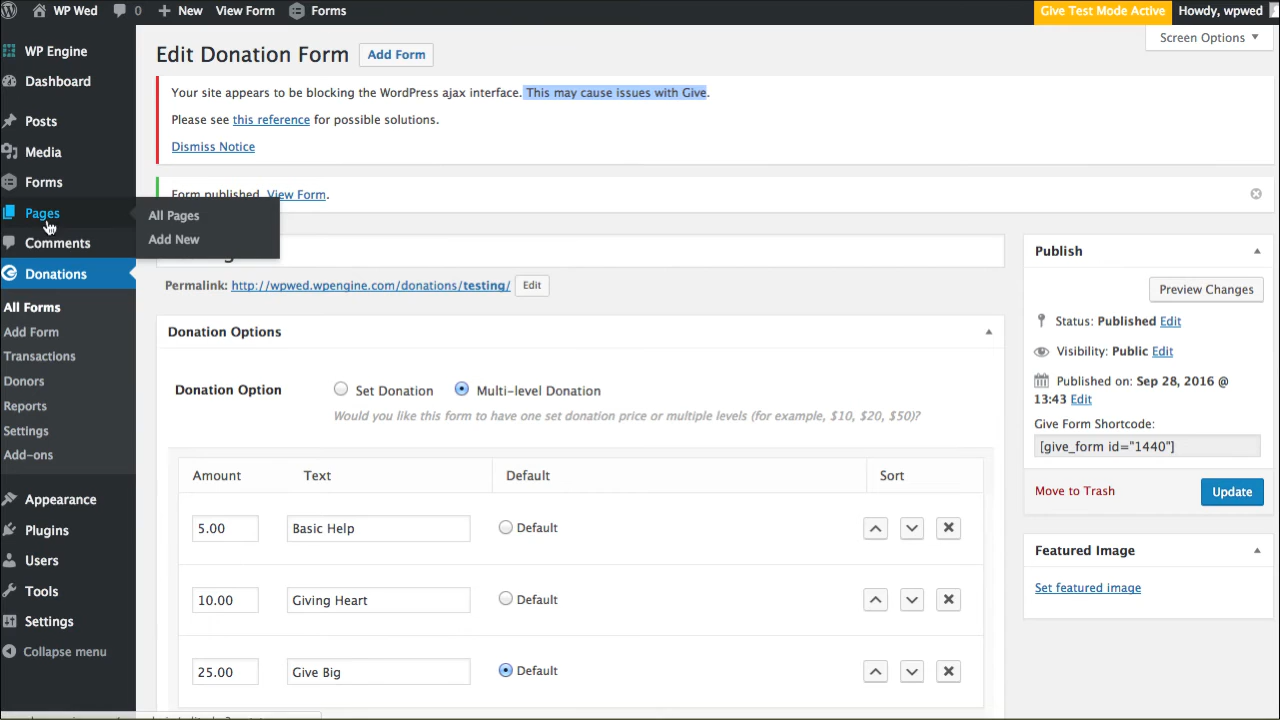 WP Wed 0 New View Form Forms Give Test Mode Active Howdy, wpwed
Screen Options
WP Engine
Dashboard
Posts
Media
Forms
Pages
Comments
Donations
All Forms
Add Form
Transactions
Donors
Reports
Settings
Add-ons
Appearance
Plugins
Users
Tools
Settings
Collapse menu
All Pages
Add New
Edit Donation Form Add Form
Your site appears to be blocking the WordPress ajax interface. This may cause issues with Give.
Please see this reference for possible solutions.
Dismiss Notice
Form published. View Form.
Permalink: http://wpwed.wpengine.com/donations/testing/ Edit
Donation Options
Donation Option Set Donation Multi-level Donation
Would you like this form to have one set donation price or multiple levels (for example, $10, $20, $50)?
Amount Text Default Sort
5.00 Basic Help Default
10.00 Giving Heart Default
25.00 Give Big Default
Publish
Preview Changes
Status: Published Edit
Visibility: Public Edit
Published on: Sep 28, 2016 @
13:43 Edit
Give Form Shortcode:
[give_form id="1440"]
Move to Trash Update
Featured Image
Set featured image